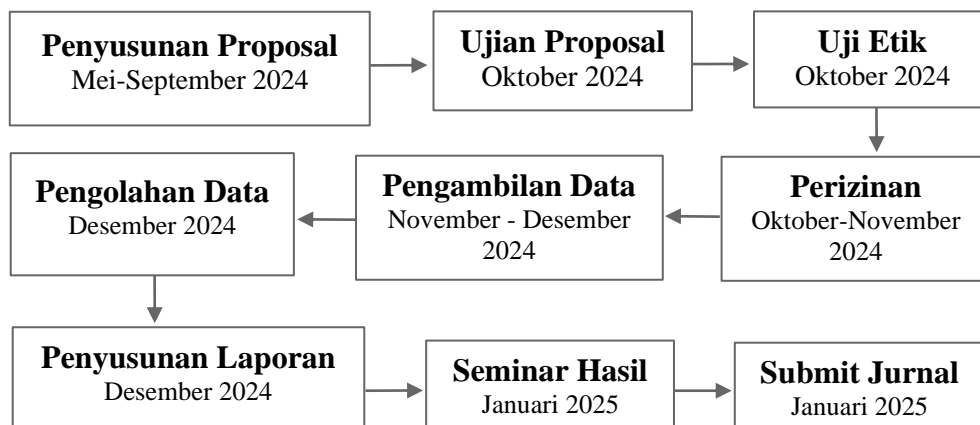 Penyusunan Proposal
Mei-September 2024
Ujian Proposal
Oktober 2024
Uji Etik
Oktober 2024
Perizinan
Oktober-November
2024
Pengambilan Data
November - Desember
2024
Pengolahan Data
Desember 2024
Penyusunan Laporan
Desember 2024
Seminar Hasil
Januari 2025
Submit Jurnal
Januari 2025